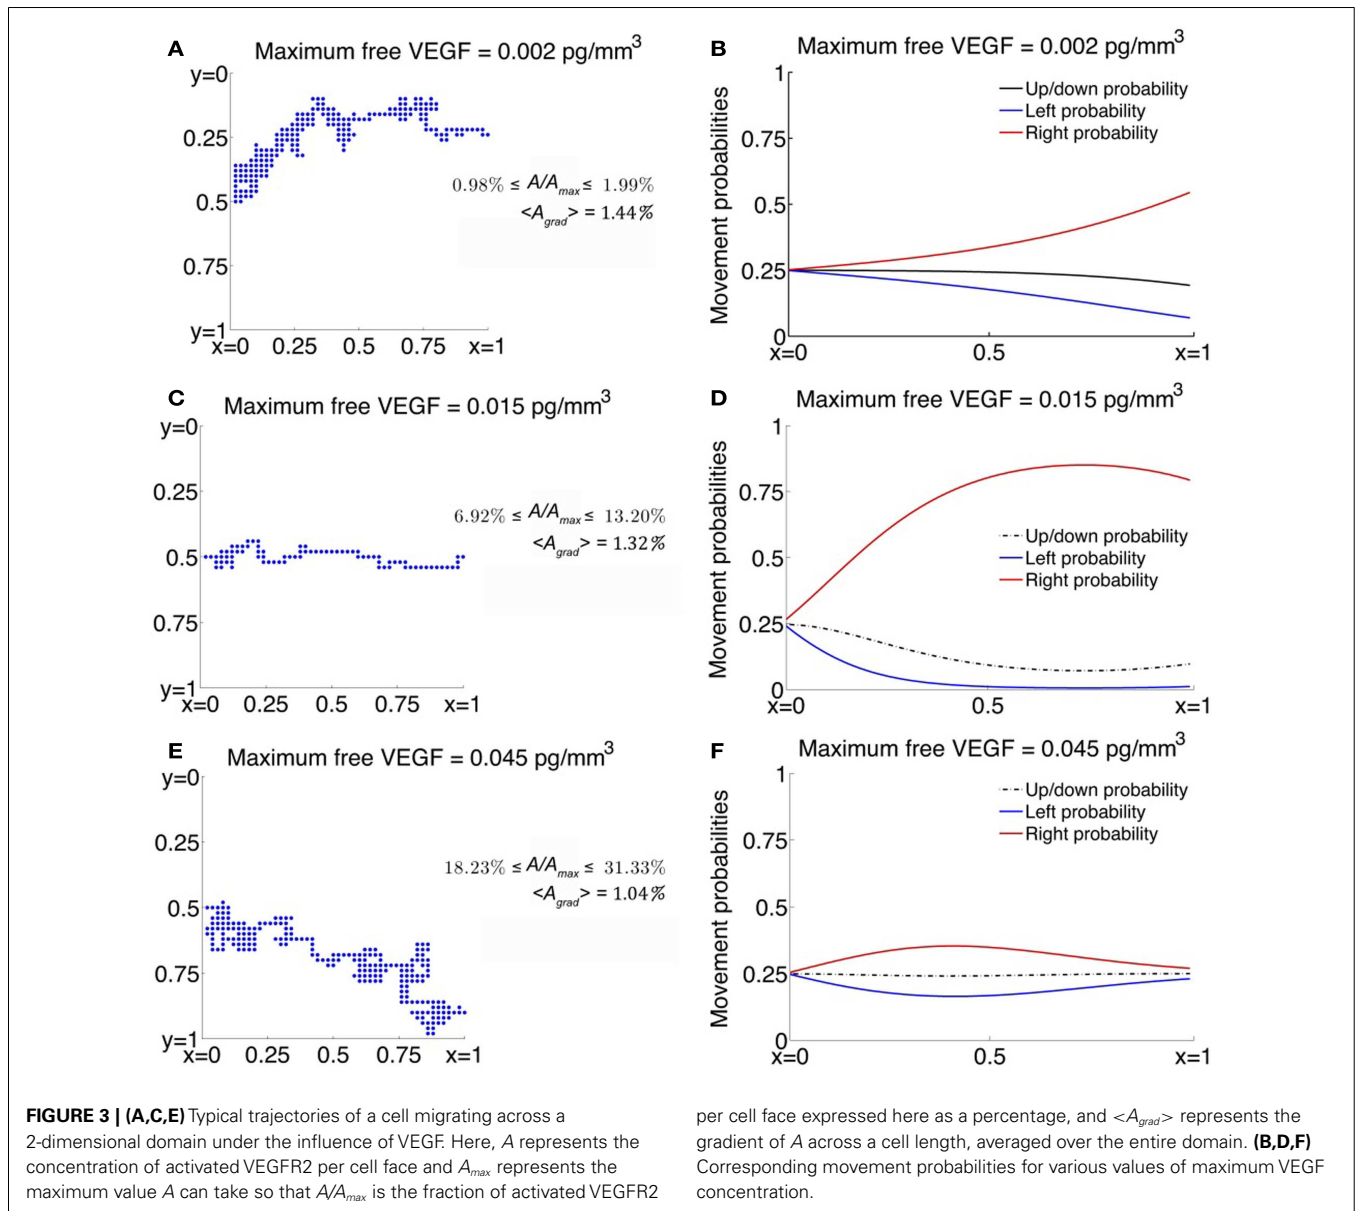 A
Maximum free VEGF = 0.002 pg/mm3
y=0
0.25
0.5
0.75
y=1
x=0 0.25 0.5 0.75 x=1
0.98% ≤ A/Amax ≤ 1.99%
<Agrad> = 1.44%
B
Maximum free VEGF = 0.002 pg/mm3
Movement probabilities
1
0.75
0.5
0.25
0
x=0 0.5 x=1
Up/down probability
Left probability
Right probability
C
Maximum free VEGF = 0.015 pg/mm3
y=0
0.25
0.5
0.75
y=1
x=0 0.25 0.5 0.75 x=1
6.92% ≤ A/Amax ≤ 13.20%
<Agrad> = 1.32%
D
Maximum free VEGF = 0.015 pg/mm3
Movement probabilities
1
0.75
0.5
0.25
0
x=0 0.5 x=1
Up/down probability
Left probability
Right probability
E
Maximum free VEGF = 0.045 pg/mm3
y=0
0.25
0.5
0.75
y=1
x=0 0.25 0.5 0.75 x=1
18.23% ≤ A/Amax ≤ 31.33%
<Agrad> = 1.04%
F
Maximum free VEGF = 0.045 pg/mm3
Movement probabilities
1
0.75
0.5
0.25
0
x=0 0.5 x=1
Up/down probability
Left probability
Right probability
FIGURE 3 | (A,C,E) Typical trajectories of a cell migrating across a
2-dimensional domain under the influence of VEGF. Here, A represents the
concentration of activated VEGFR2 per cell face and Amax represents the
maximum value A can take so that A/Amax is the fraction of activated VEGFR2
per cell face expressed here as a percentage, and <Agrad> represents the
gradient of A across a cell length, averaged over the entire domain. (B,D,F)
Corresponding movement probabilities for various values of maximum VEGF
concentration.